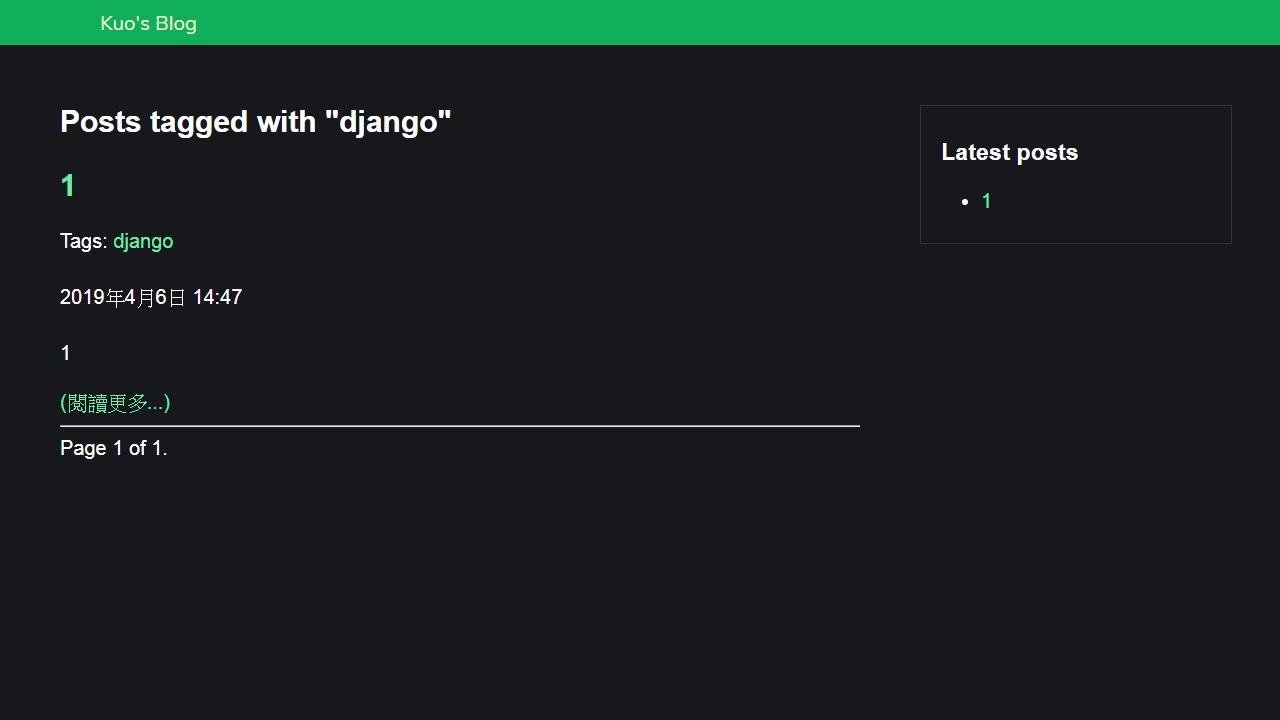 Kuo's Blog
Posts tagged with "django"
1
Tags: django
2019年4月6日 14:47
1
(閱讀更多...)
Page 1 of 1.
Latest posts
1